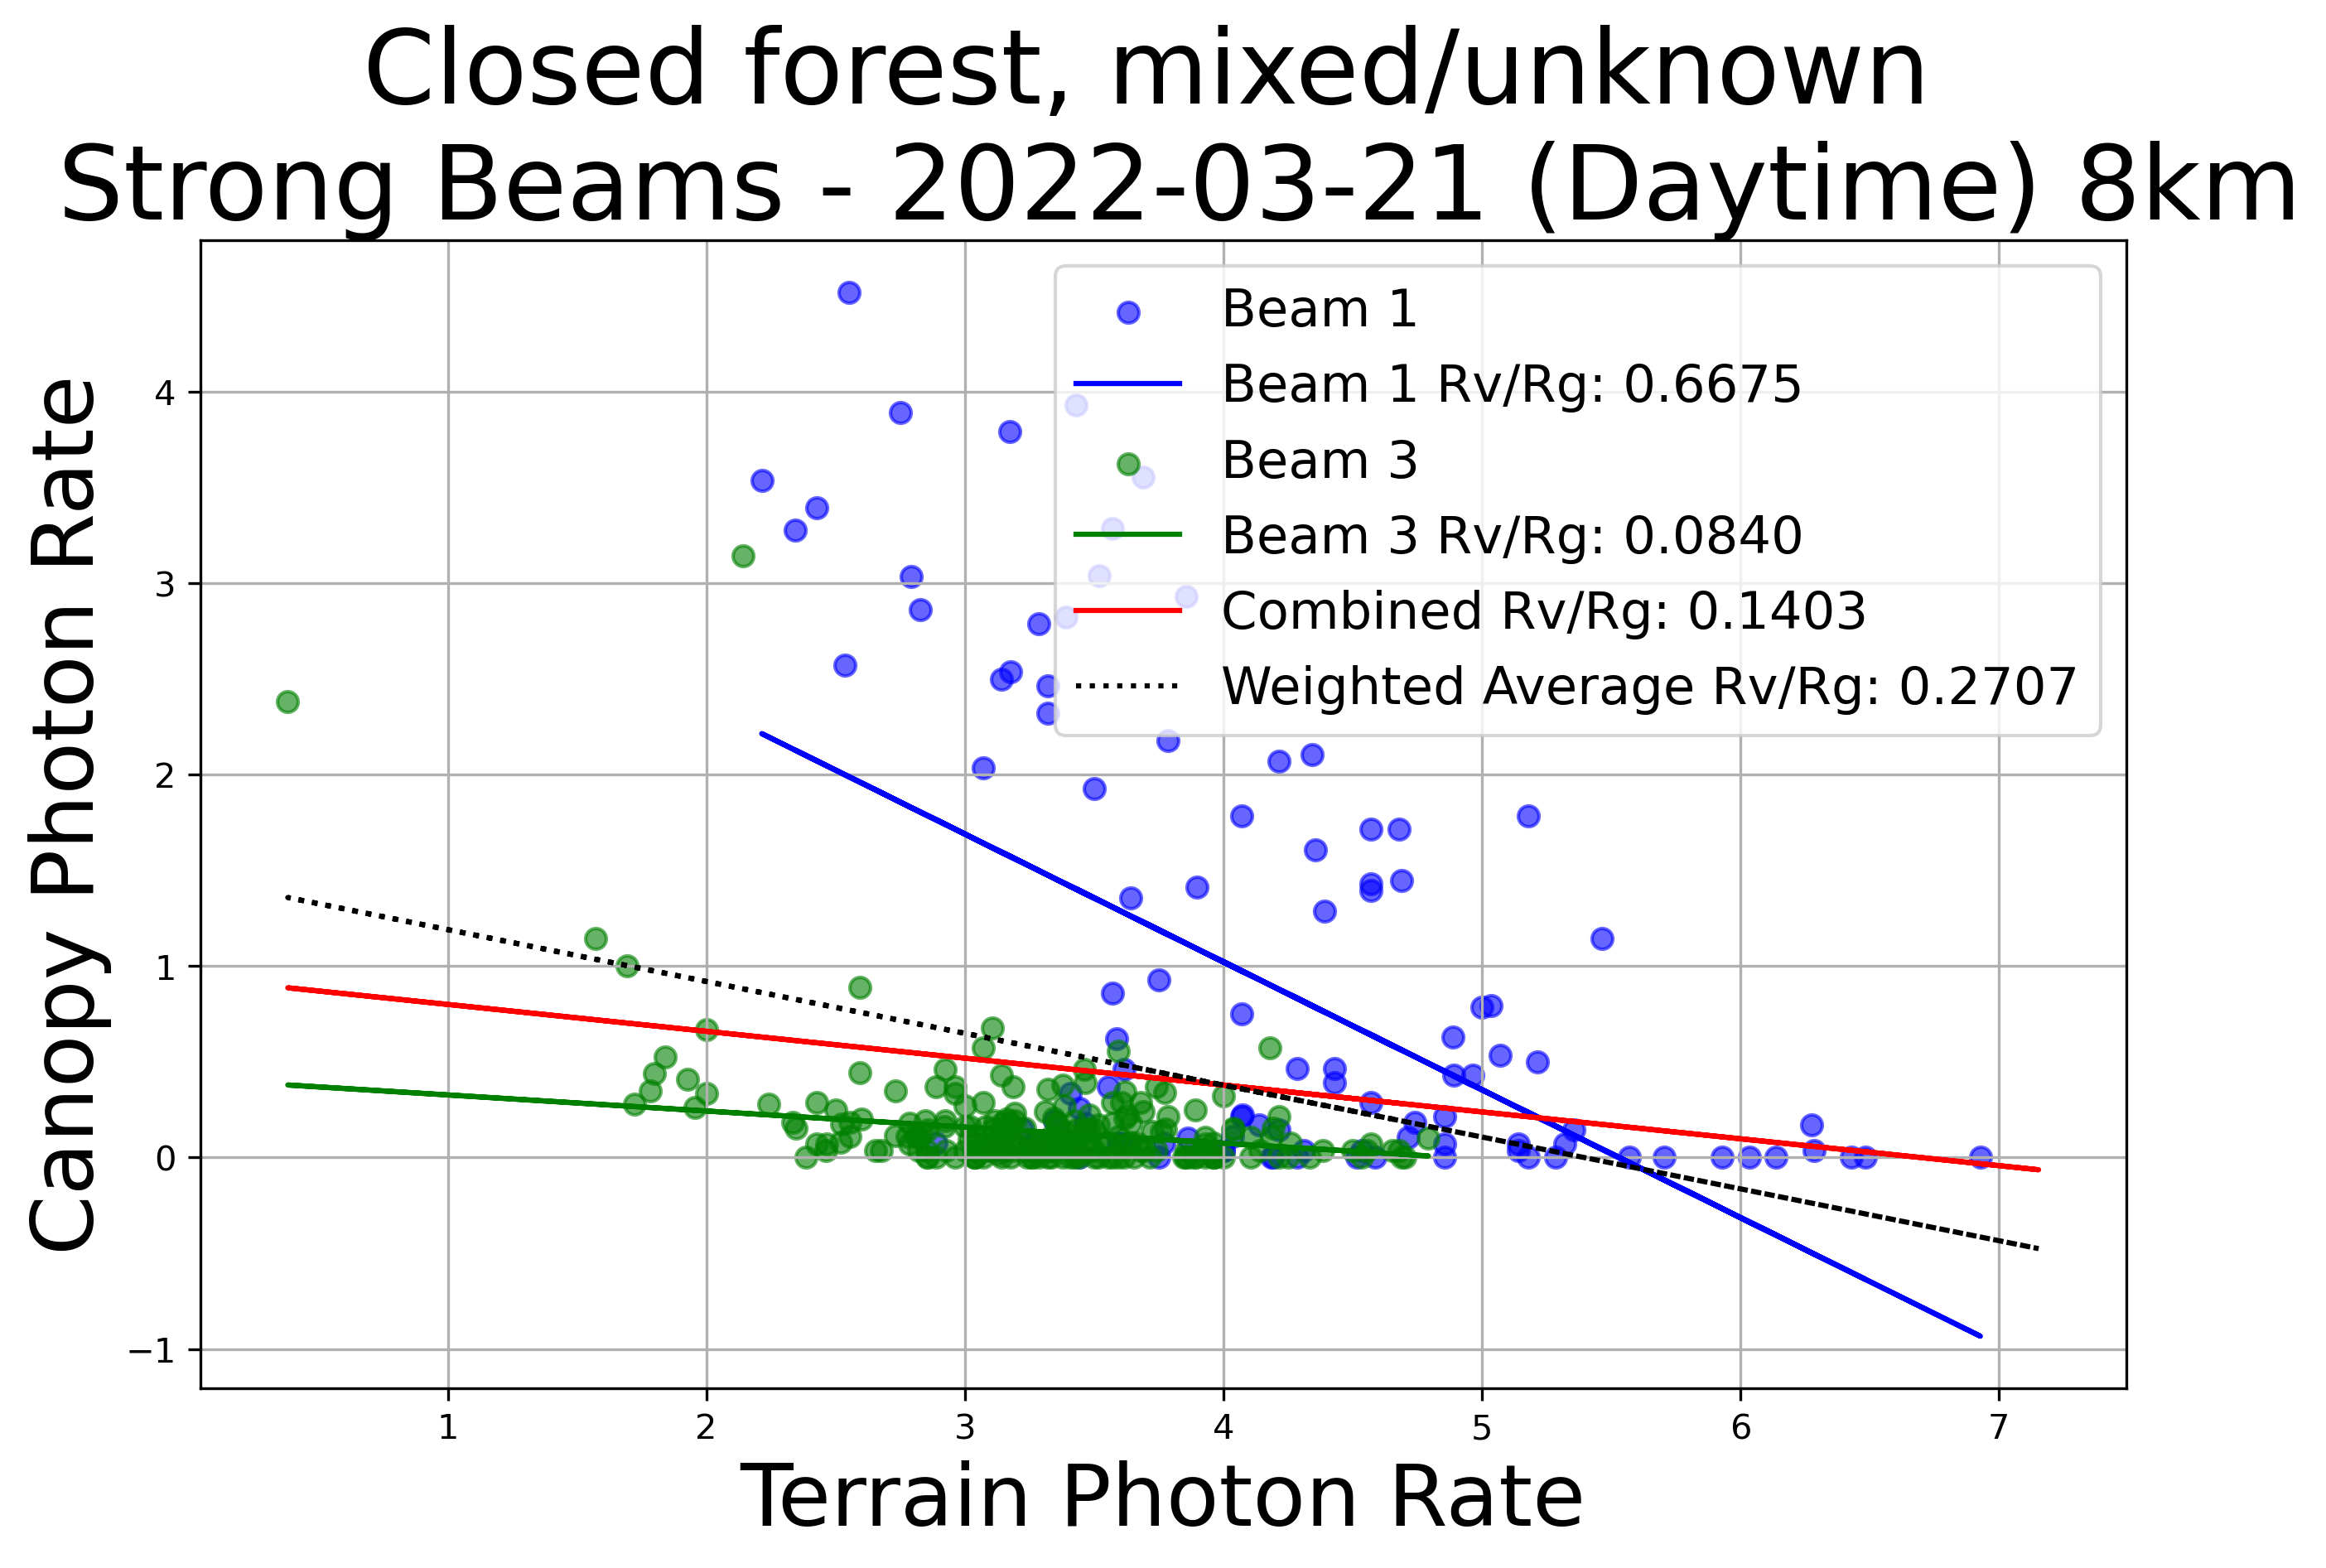 Closed forest, mixed/unknown
Strong Beams - 2022-03-21 (Daytime) 8km
Canopy Photon Rate
4
3
2
1
0
−1
Beam 1
Beam 1 Rv/Rg: 0.6675
Beam 3
Beam 3 Rv/Rg: 0.0840
Combined Rv/Rg: 0.1403
Weighted Average Rv/Rg: 0.2707
1 2 3 4 5 6 7
Terrain Photon Rate